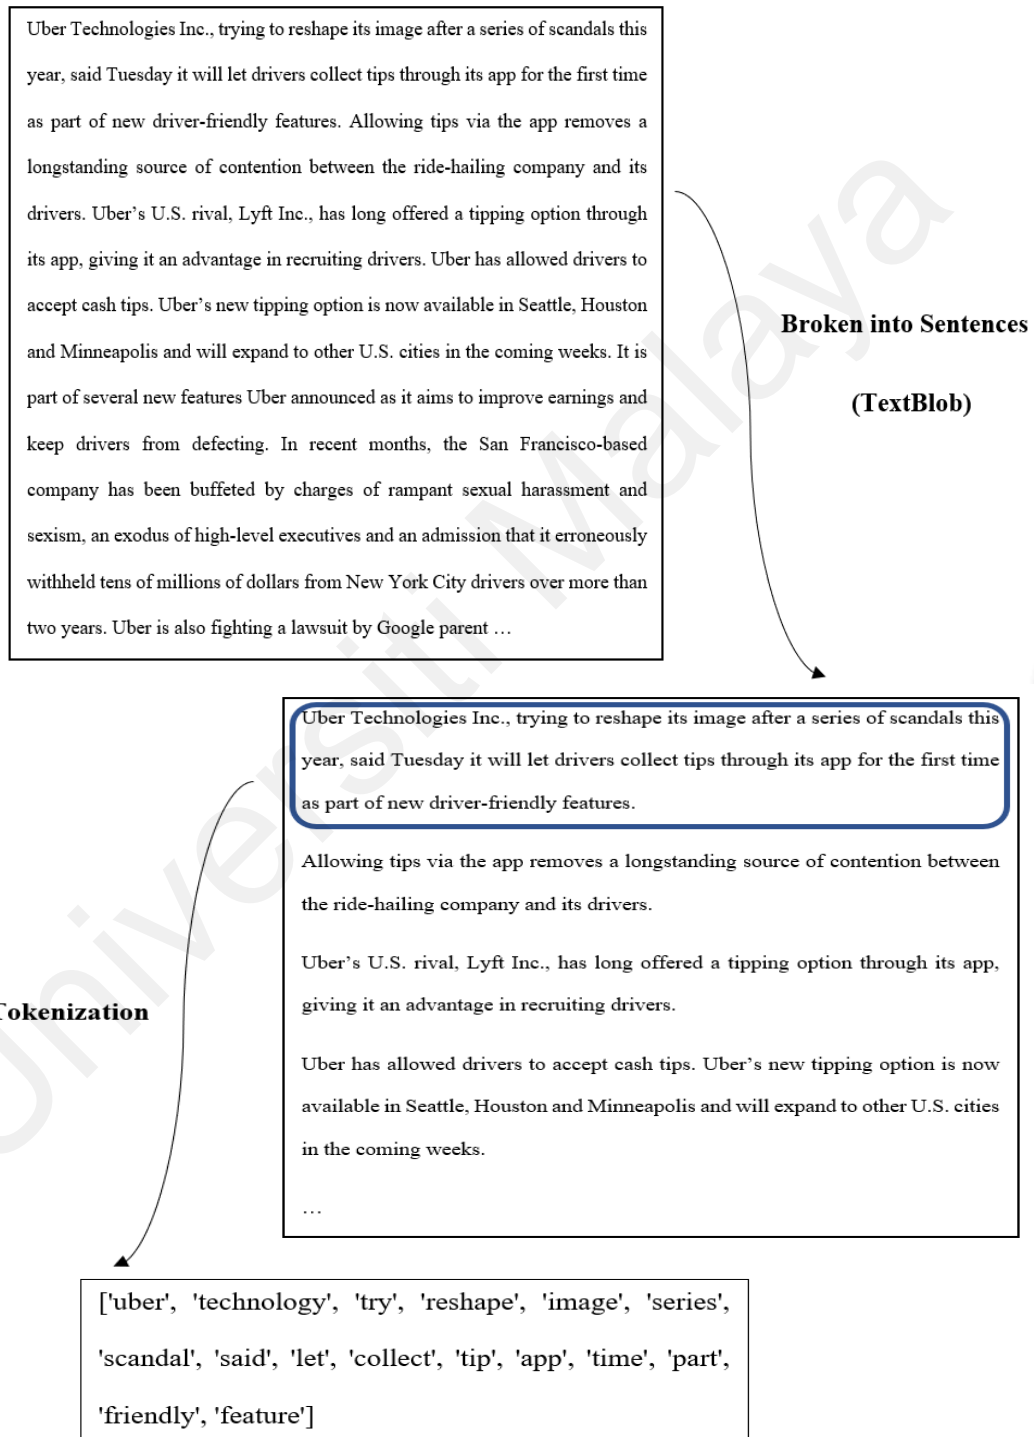 Uber Technologies Inc., trying to reshape its image after a series of scandals this
year, said Tuesday it will let drivers collect tips through its app for the first time
as part of new driver-friendly features. Allowing tips via the app removes a
longstanding source of contention between the ride-hailing company and its
drivers. Uber’s U.S. rival, Lyft Inc., has long offered a tipping option through
its app, giving it an advantage in recruiting drivers. Uber has allowed drivers to
accept cash tips. Uber’s new tipping option is now available in Seattle, Houston
and Minneapolis and will expand to other U.S. cities in the coming weeks. It is
part of several new features Uber announced as it aims to improve earnings and
keep drivers from defecting. In recent months, the San Francisco-based
company has been buffeted by charges of rampant sexual harassment and
sexism, an exodus of high-level executives and an admission that it erroneously
withheld tens of millions of dollars from New York City drivers over more than
two years. Uber is also fighting a lawsuit by Google parent …
Broken into Sentences
(TextBlob)
Uber Technologies Inc., trying to reshape its image after a series of scandals this
year, said Tuesday it will let drivers collect tips through its app for the first time
as part of new driver-friendly features.
Allowing tips via the app removes a longstanding source of contention between
the ride-hailing company and its drivers.
Uber’s U.S. rival, Lyft Inc., has long offered a tipping option through its app,
giving it an advantage in recruiting drivers.
Uber has allowed drivers to accept cash tips. Uber’s new tipping option is now
available in Seattle, Houston and Minneapolis and will expand to other U.S. cities
in the coming weeks.
…
Tokenization
['uber', 'technology', 'try', 'reshape', 'image', 'series',
'scandal', 'said', 'let', 'collect', 'tip', 'app', 'time', 'part',
'friendly', 'feature']
Universiti Malaya